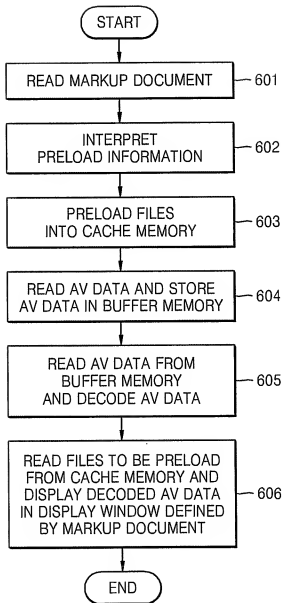 START
READ MARKUP DOCUMENT
601
INTERPRET
PRELOAD INFORMATION
602
PRELOAD FILES
INTO CACHE MEMORY
603
READ AV DATA AND STORE
AV DATA IN BUFFER MEMORY
604
READ AV DATA FROM
BUFFER MEMORY
AND DECODE AV DATA
605
READ FILES TO BE PRELOAD
FROM CACHE MEMORY AND
DISPLAY DECODED AV DATA
IN DISPLAY WINDOW DEFINED
BY MARKUP DOCUMENT
606
END